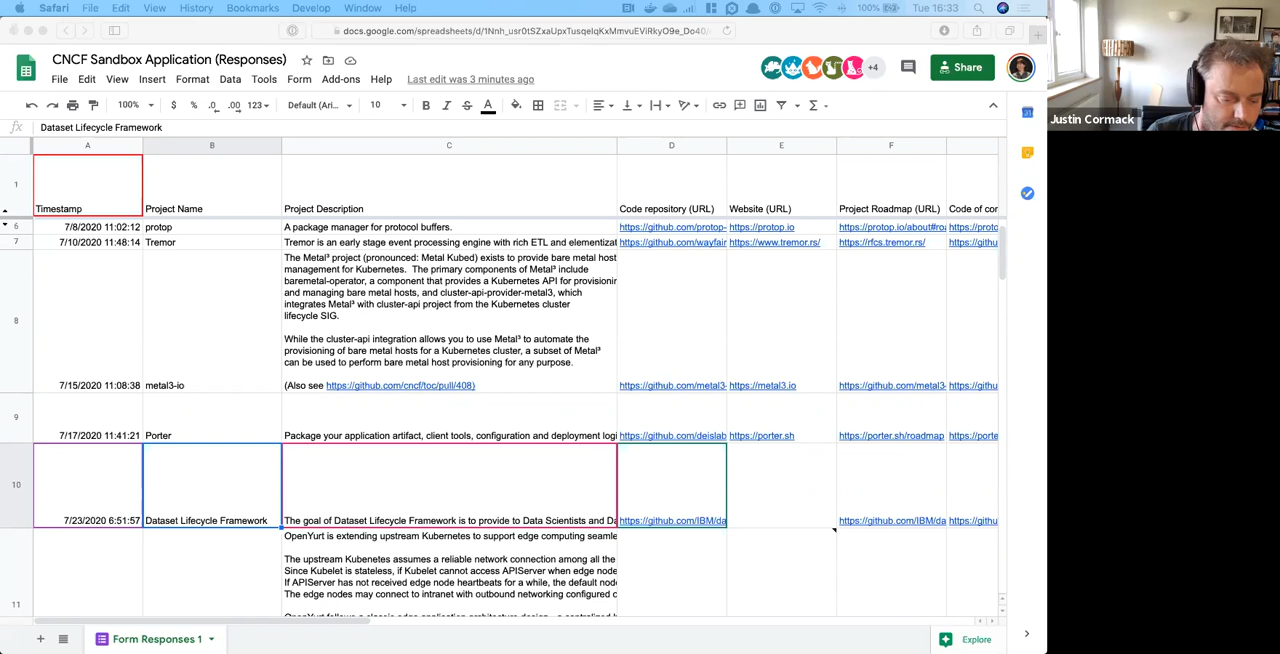 Safari File Edit View History Bookmarks Develop Window Help 100% Tue 16:33
docs.google.com/spreadsheets/d/1Nnh_usr0tSZxaUpxTusqeIqKxMmvuEViRkyO9e_Do40/
CNCF Sandbox Application (Responses)
File Edit View Insert Format Data Tools Form Add-ons Help Last edit was 3 minutes ago
+4
Share
100% $ % .0 .00 123 Default (Ari... 10 B I S A
fx Dataset Lifecycle Framework
A B C D E F
1 Timestamp Project Name Project Description Code repository (URL) Website (URL) Project Roadmap (URL) Code of con
6 7/8/2020 11:02:12 protop A package manager for protocol buffers. https://github.com/protop- https://protop.io https://protop.io/about#roa https://proto
7 7/10/2020 11:48:14 Tremor Tremor is an early stage event processing engine with rich ETL and elementizat https://github.com/wayfair https://www.tremor.rs/ https://rfcs.tremor.rs/ https://githu
The Metal³ project (pronounced: Metal Kubed) exists to provide bare metal host
management for Kubernetes. The primary components of Metal³ include
baremetal-operator, a component that provides a Kubernetes API for provisionin
and managing bare metal hosts, and cluster-api-provider-metal3, which
integrates Metal³ with cluster-api project from the Kubernetes cluster
lifecycle SIG.
8
While the cluster-api integration allows you to use Metal³ to automate the
provisioning of bare metal hosts for a Kubernetes cluster, a subset of Metal³
can be used to perform bare metal host provisioning for any purpose.
7/15/2020 11:08:38 metal3-io (Also see https://github.com/cncf/toc/pull/408) https://github.com/metal3- https://metal3.io https://github.com/metal3- https://githu
9
7/17/2020 11:41:21 Porter Package your application artifact, client tools, configuration and deployment logi https://github.com/deislab https://porter.sh https://porter.sh/roadmap https://porte
10
7/23/2020 6:51:57 Dataset Lifecycle Framework The goal of Dataset Lifecycle Framework is to provide to Data Scientists and Da https://github.com/IBM/da https://github.com/IBM/da https://githu
OpenYurt is extending upstream Kubernetes to support edge computing seamle
The upstream Kubenetes assumes a reliable network connection among all the
Since Kubelet is stateless, if Kubelet cannot access APIServer when edge node
If APIServer has not received edge node heartbeats for a while, the default nod
The edge nodes may connect to intranet with outbound networking configured o
11
Form Responses 1
Explore
Justin Cormack